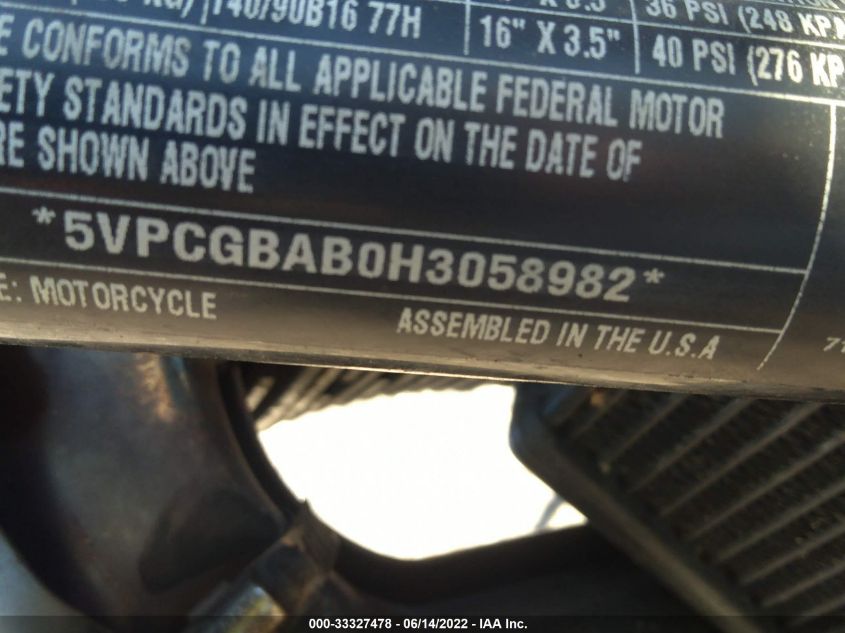 140/90B16 77H 16" X 3.5" 36 PSI (248 KPA
40 PSI (276 KP
E CONFORMS TO ALL APPLICABLE FEDERAL MOTOR
ETY STANDARDS IN EFFECT ON THE DATE OF
RE SHOWN ABOVE
*5VPCGBAB0H3058982*
E: MOTORCYCLE
ASSEMBLED IN THE U.S.A
71
000-33327478 - 06/14/2022 - IAA Inc.